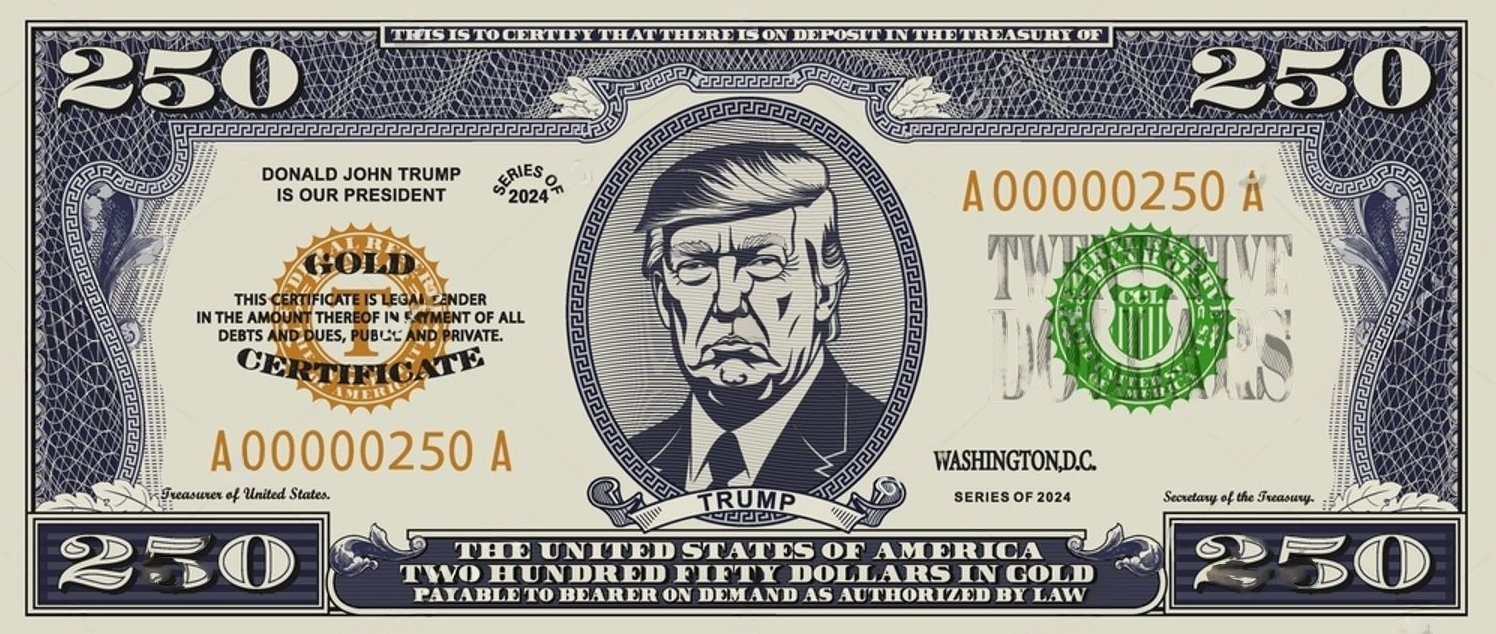 THIS IS TO CERTIFY THAT THERE IS ON DEPOSIT IN THE TREASURY OF
250 250
DONALD JOHN TRUMP
IS OUR PRESIDENT
SERIES OF
2024
A00000250 A
GOLD
THIS CERTIFICATE IS LEGAL TENDER
IN THE AMOUNT THEREOF IN PAYMENT OF ALL
DEBTS AND DUES, PUBLIC AND PRIVATE.
CERTIFICATE
T
AMERICA
A00000250 A
DOLLARS
Treasurer of United States.
WASHINGTON,D.C.
SERIES OF 2024
Secretary of the Treasury.
TRUMP
250 250
THE UNITED STATES OF AMERICA
TWO HUNDRED FIFTY DOLLARS IN GOLD
PAYABLE TO BEARER ON DEMAND AS AUTHORIZED BY LAW